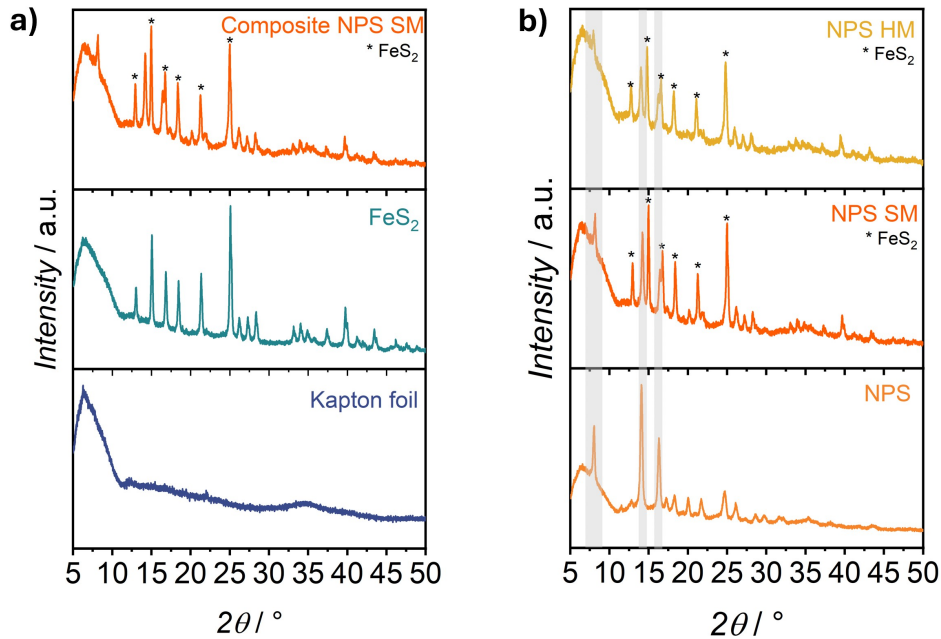 a)
Composite NPS SM
* FeS₂
* * * * * * *
FeS₂
Kapton foil
Intensity / a.u.
5 10 15 20 25 30 35 40 45 50
2θ / °
b)
NPS HM
* FeS₂
* * * * * *
NPS SM
* FeS₂
* * * * * *
NPS
Intensity / a.u.
5 10 15 20 25 30 35 40 45 50
2θ / °